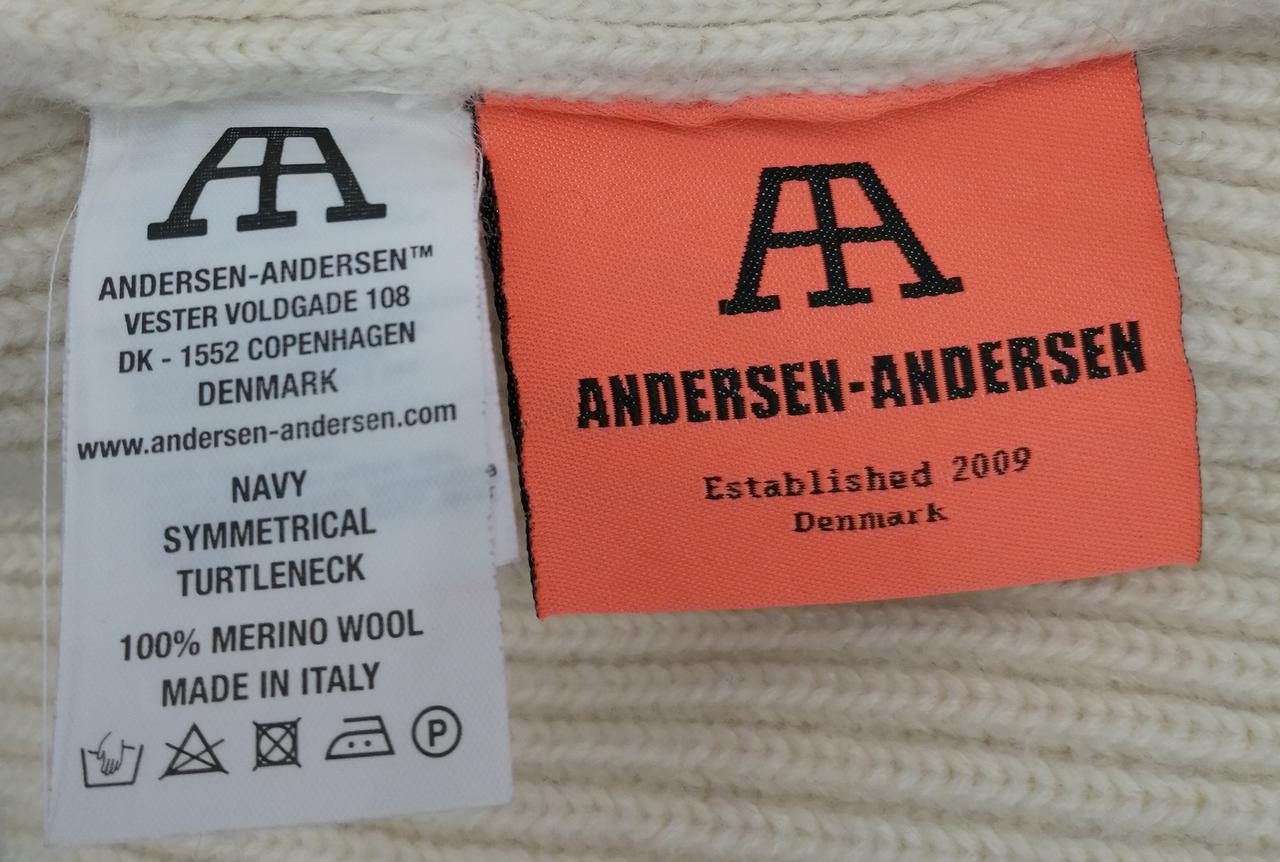 ANDERSEN-ANDERSEN™
VESTER VOLDGADE 108
DK - 1552 COPENHAGEN
DENMARK
www.andersen-andersen.com
NAVY
SYMMETRICAL
TURTLENECK
100% MERINO WOOL
MADE IN ITALY
P
ANDERSEN-ANDERSEN
Established 2009
Denmark